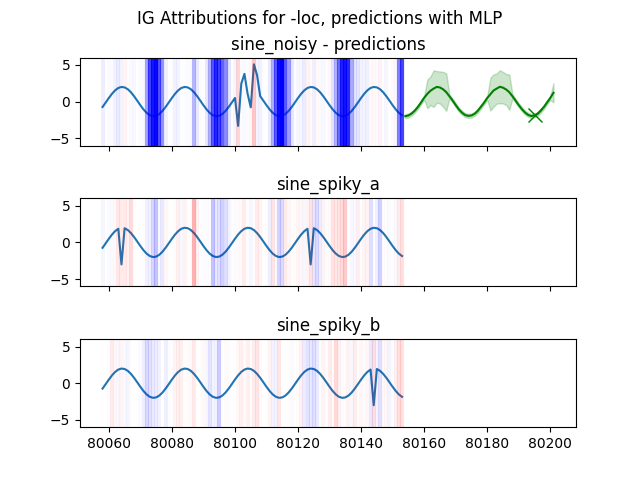 IG Attributions for -loc, predictions with MLP
sine_noisy - predictions
5
0
−5
sine_spiky_a
5
0
−5
sine_spiky_b
5
0
−5
80060 80080 80100 80120 80140 80160 80180 80200